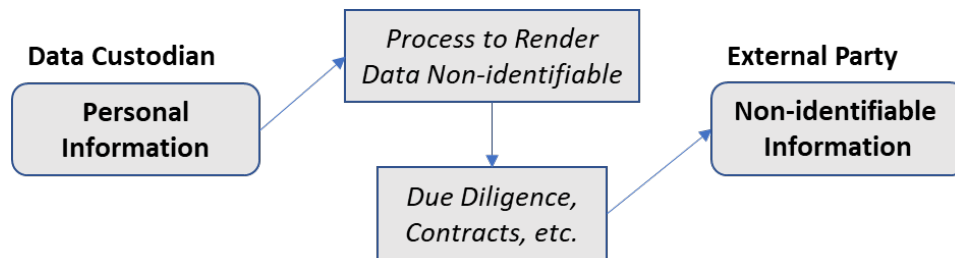 Data Custodian
Personal
Information
Process to Render
Data Non-identifiable
Due Diligence,
Contracts, etc.
External Party
Non-identifiable
Information